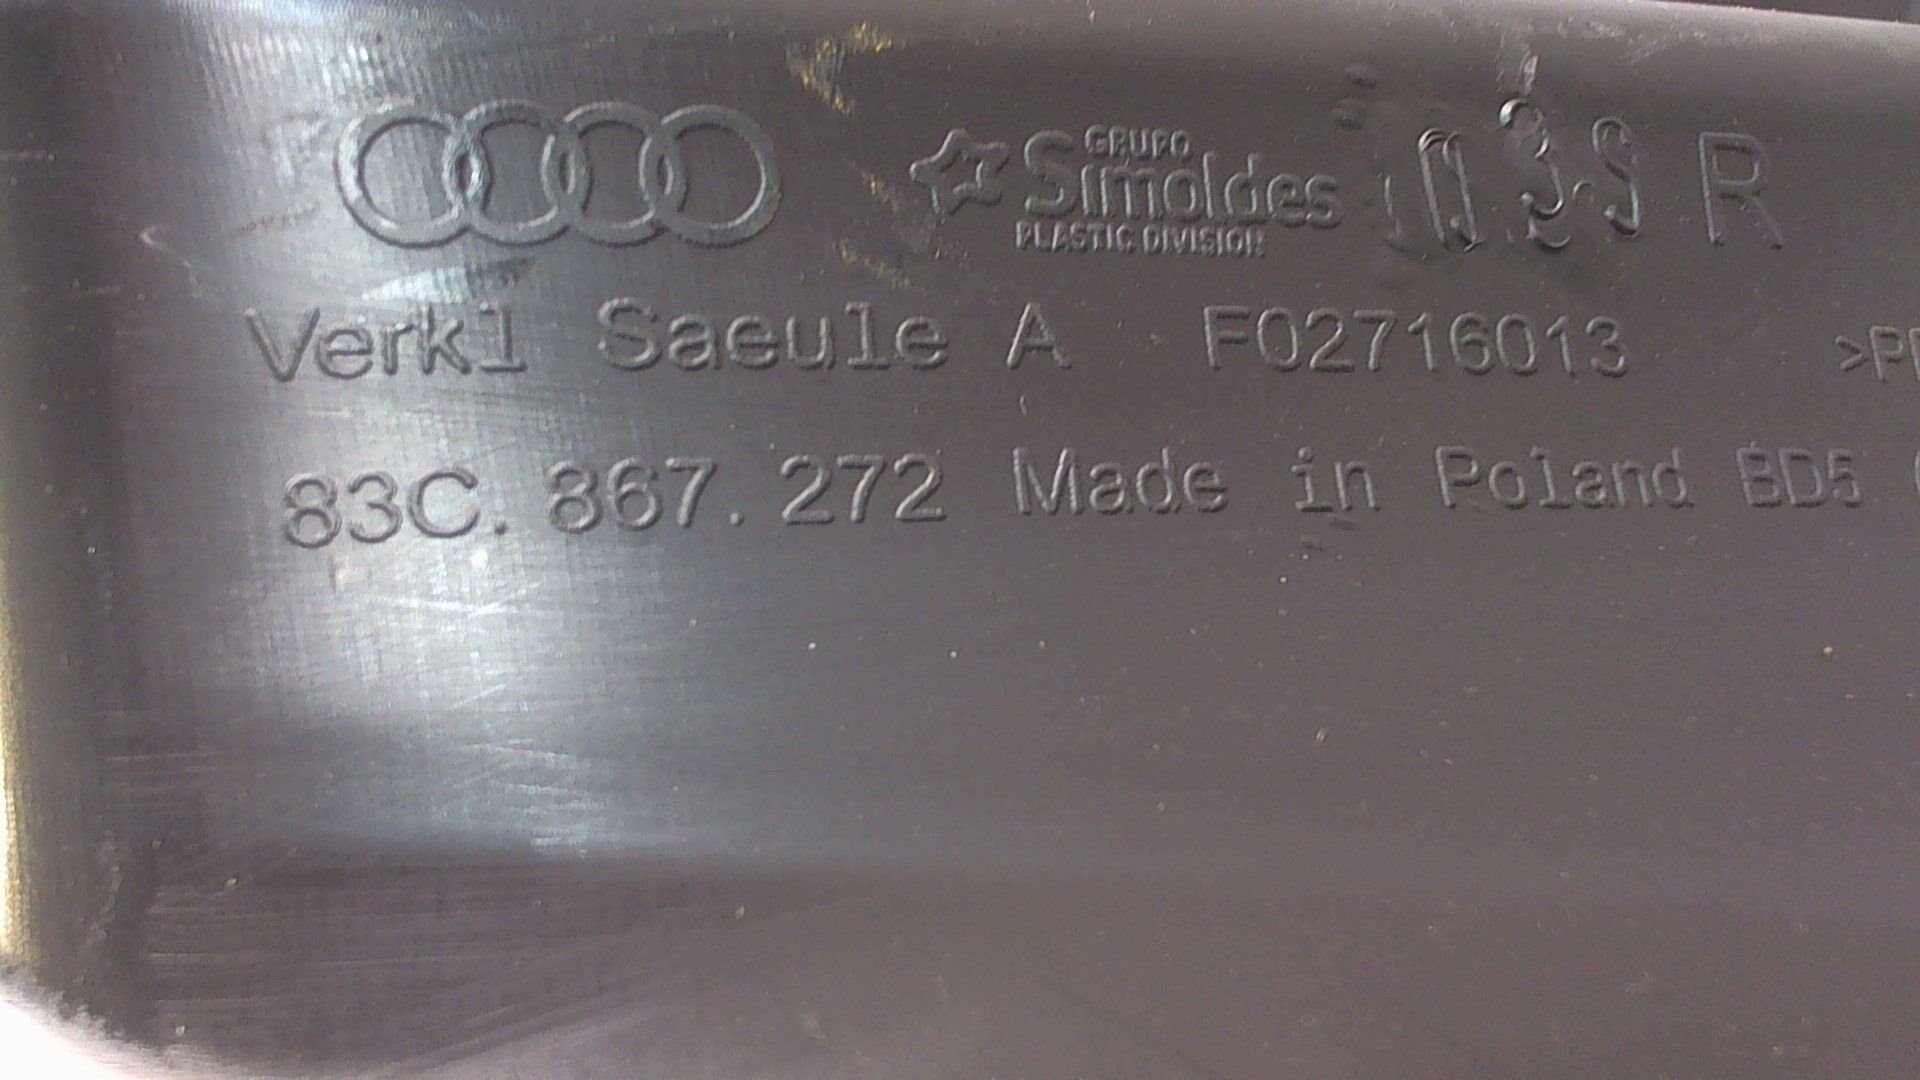 GRUPO
Simoldes
PLASTIC DIVISION
R
Verkl Saeule A F02716013
83C. 867. 272 Made in Poland BD5